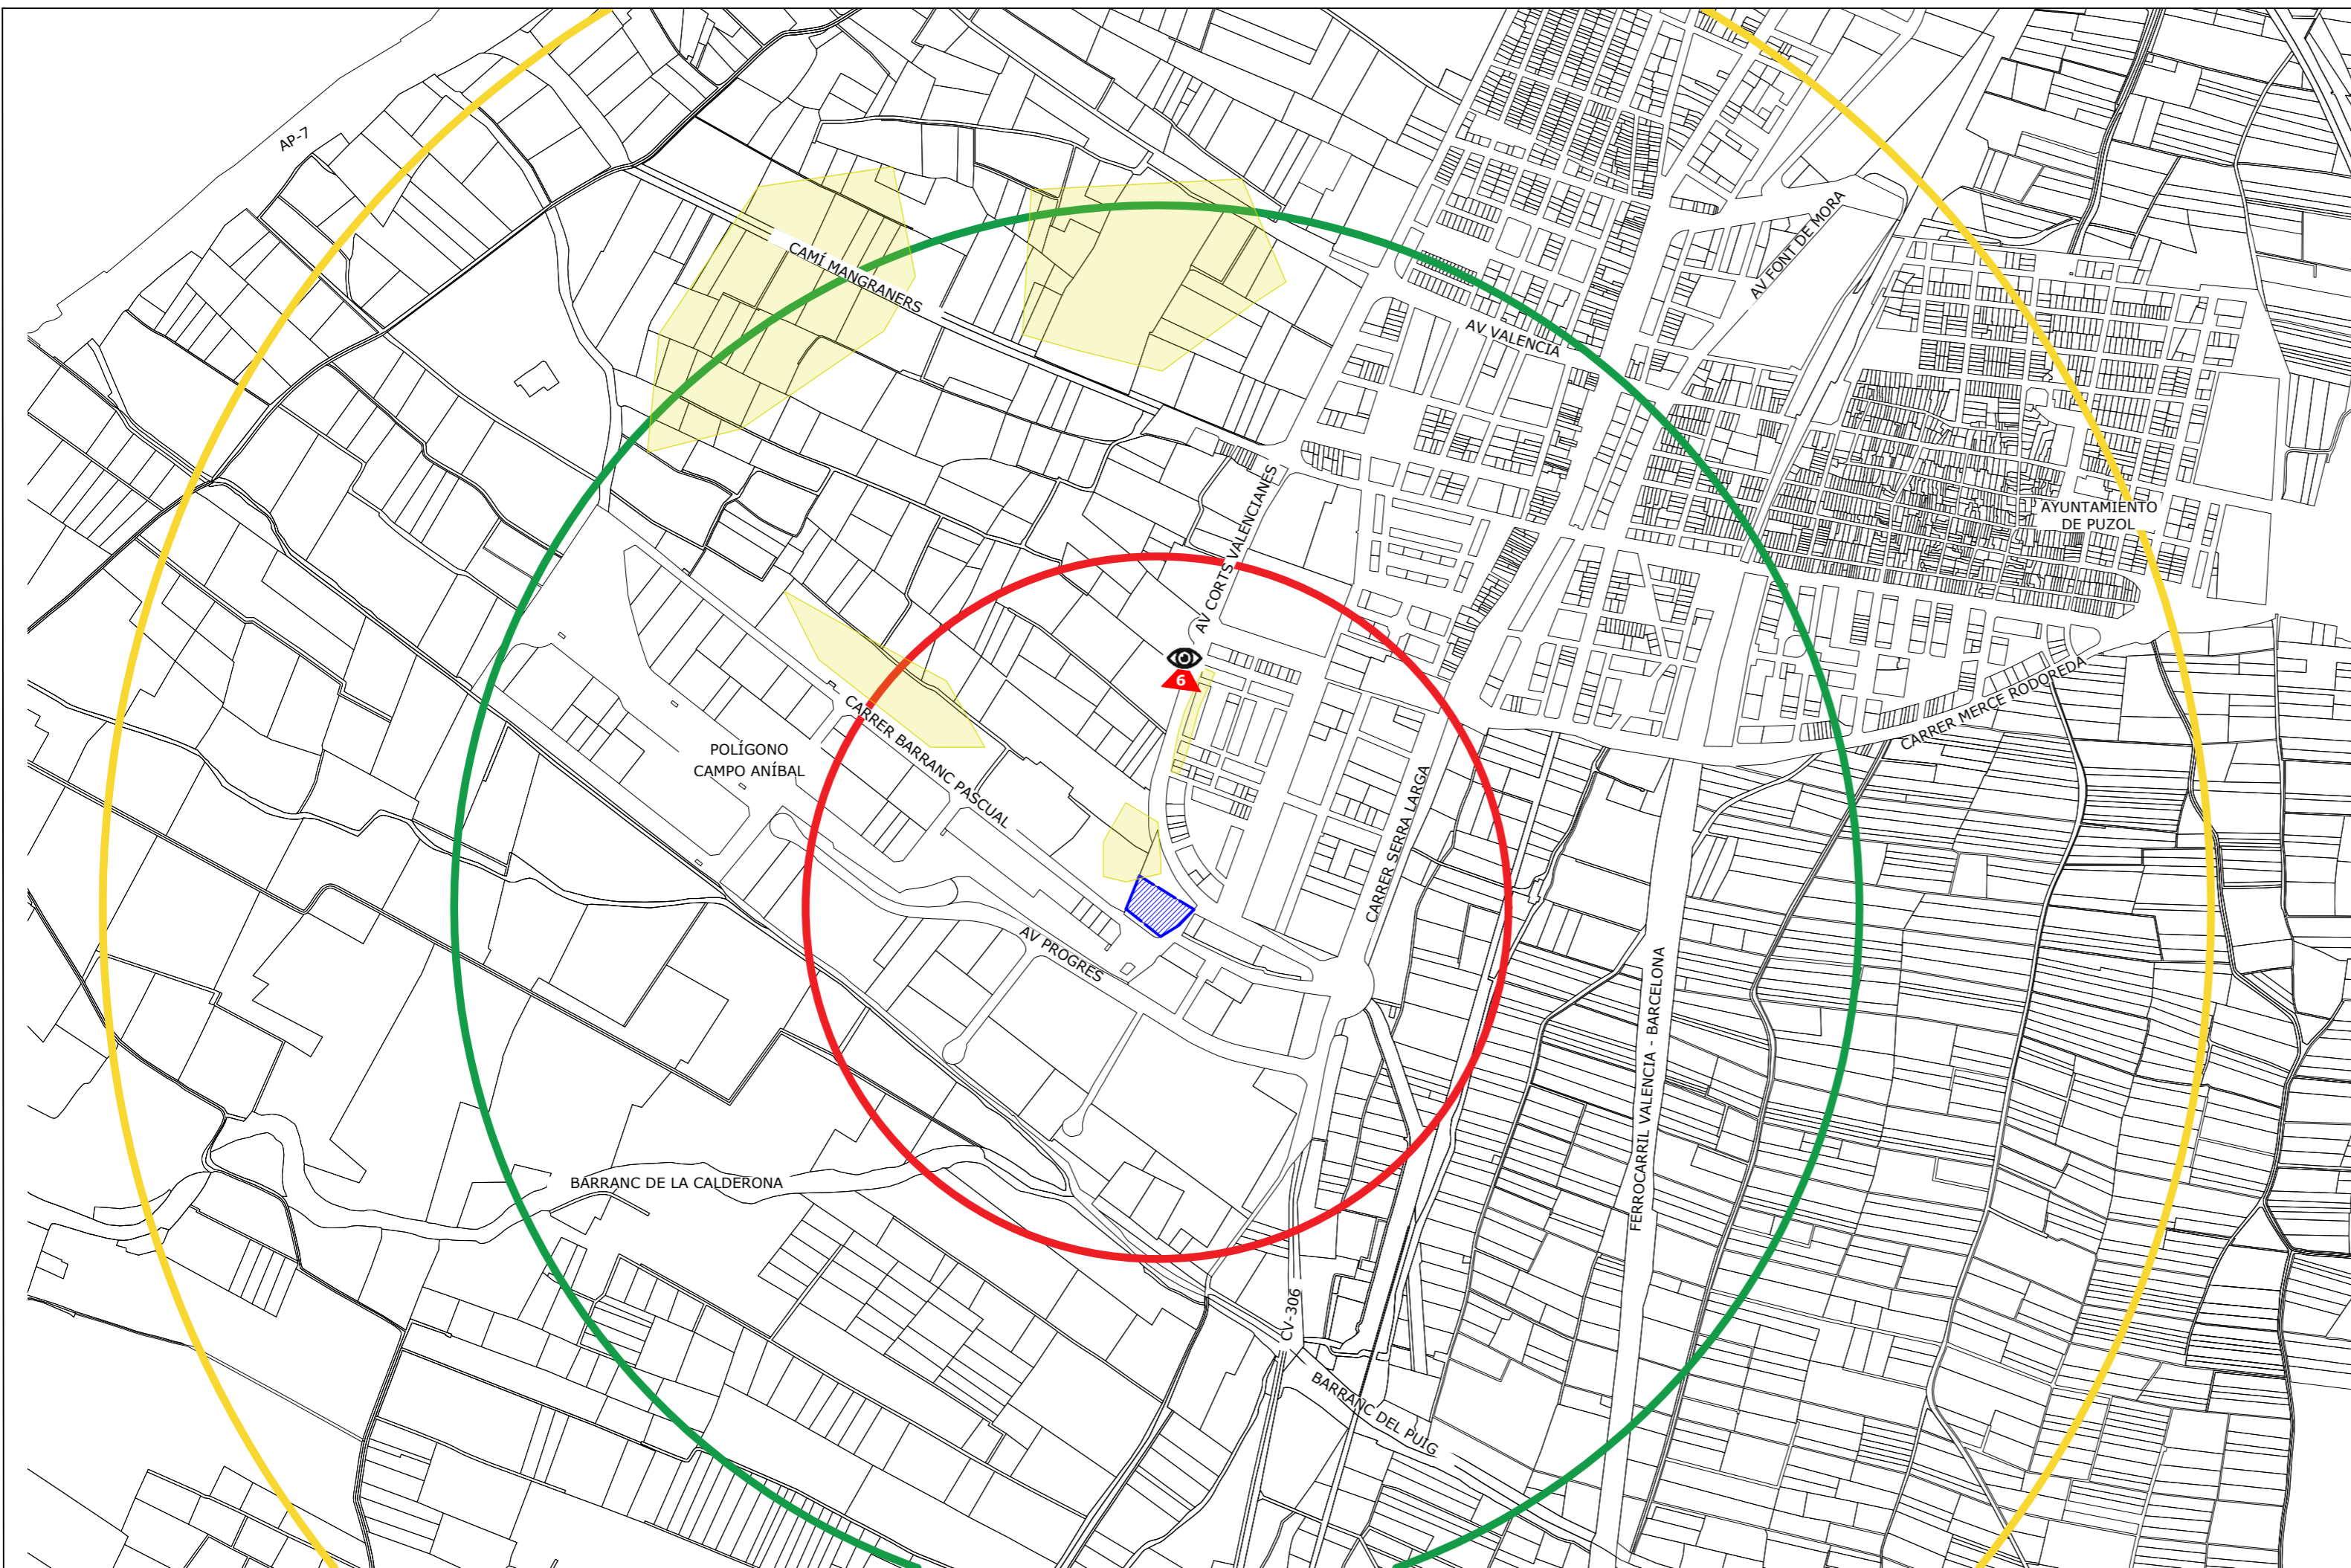 AP-7
CAMÍ MANGRANERS
AV FONT DE MORA
AV VALENCIA
AV CORTS VALENCIANES
AYUNTAMIENTO
DE PUZOL
6
CARRER MERCE RODOREDA
CARRER BARRANC PASCUAL
POLÍGONO
CAMPO ANÍBAL
CARRER SERRA LARGA
AV PROGRES
FERROCARRIL VALENCIA - BARCELONA
BARRANC DE LA CALDERONA
CV-306
BARRANC DEL PUIG